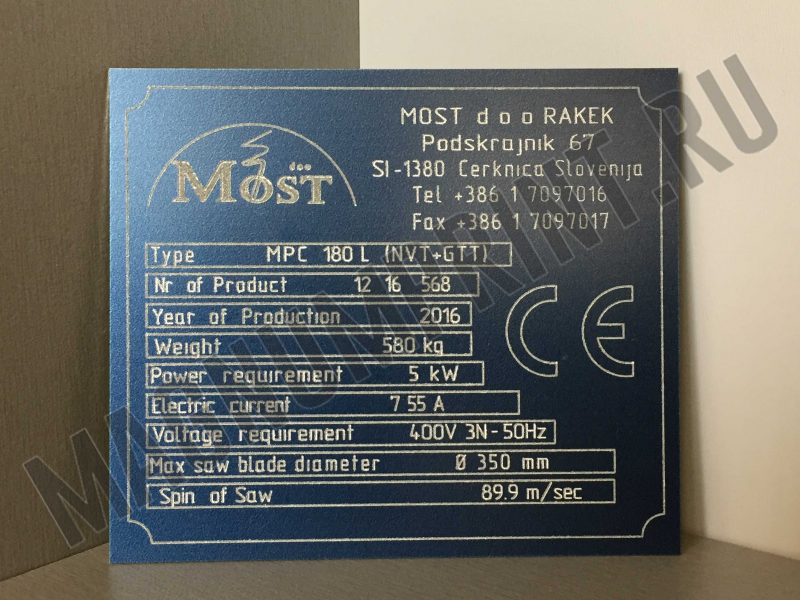 MOST d o o RAKEK
Podskrajnik 67
SI-1380 Cerknica Slovenija
Tel +386 1 7097016
Fax +386 1 7097017
doo
MOST
Type MPC 180 L (NVT+GTT)
Nr of Product 12 16 568
Year of Production 2016
Weight 580 kg
Power requirement 5 kW
Electric current 7 55 A
Voltage requirement 400V 3N-50Hz
Max saw blade diameter Ø 350 mm
Spin of Saw 89.9 m/sec
CE
MAGNUMPRINT.RU